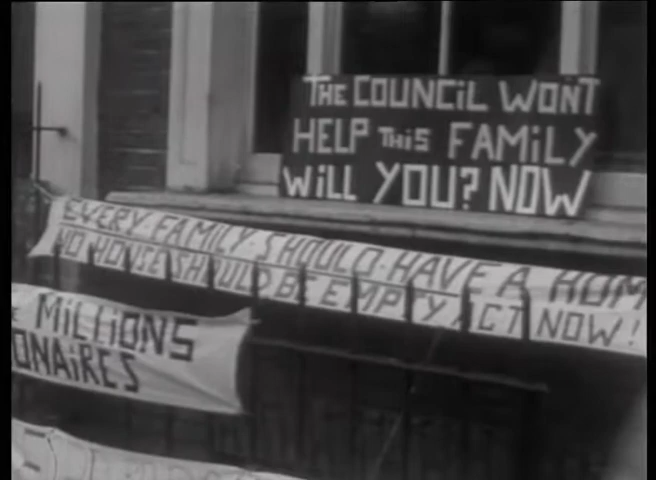 THE COUNCIL WON'T
HELP THIS FAMILY
WILL YOU? NOW
EVERY·FAMILY·SHOULD·HAVE A HOM
NO HOUSE SHOULD BE EMPTY ACT NOW!
MILLIONS
ONAIRES